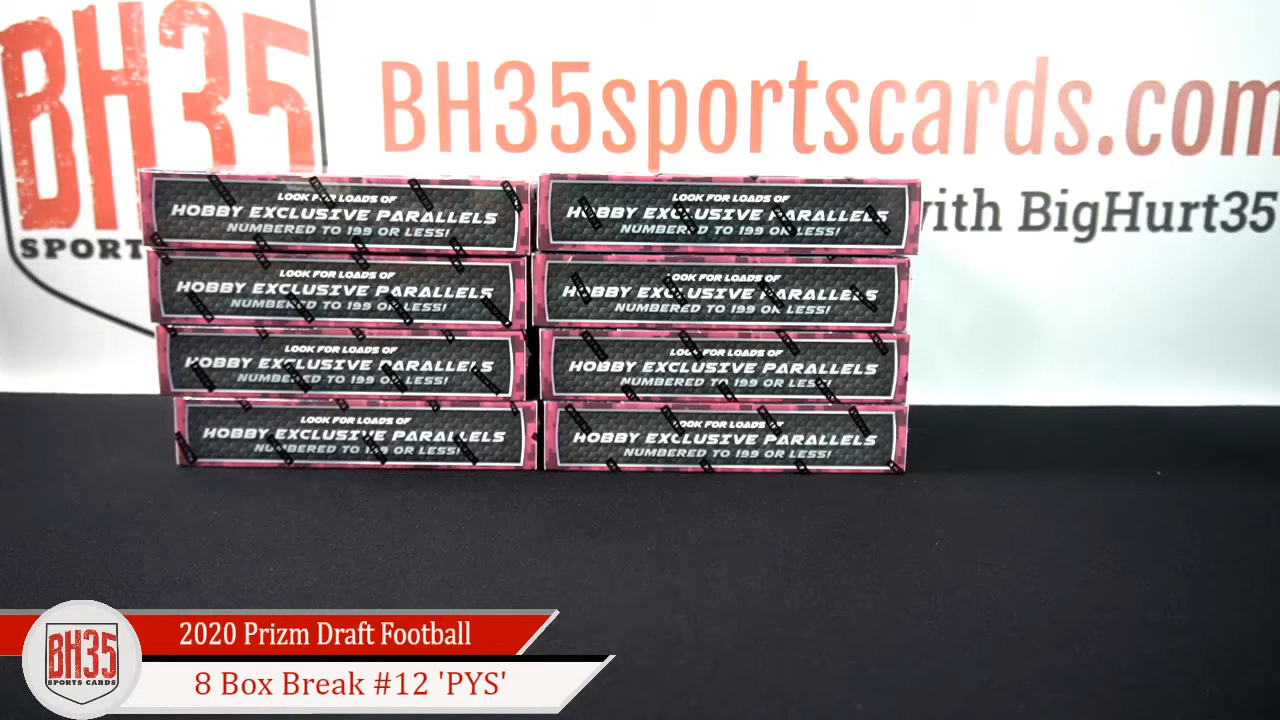 BH35
SPORT
BH35sportscards.com
with BigHurt35
LOOK FOR LOADS OF
HOBBY EXCLUSIVE PARALLELS
NUMBERED TO 199 OR LESS!
LOOK FOR LOADS OF
HOBBY EXCLUSIVE PARALLELS
NUMBERED TO 199 OR LESS!
LOOK FOR LOADS OF
HOBBY EXCLUSIVE PARALLELS
NUMBERED TO 199 OR LESS!
LOOK FOR LOADS OF
HOBBY EXCLUSIVE PARALLELS
NUMBERED TO 199 OR LESS!
LOOK FOR LOADS OF
HOBBY EXCLUSIVE PARALLELS
NUMBERED TO 199 OR LESS!
LOOK FOR LOADS OF
HOBBY EXCLUSIVE PARALLELS
NUMBERED TO 199 OR LESS!
LOOK FOR LOADS OF
HOBBY EXCLUSIVE PARALLELS
NUMBERED TO 199 OR LESS!
LOOK FOR LOADS OF
HOBBY EXCLUSIVE PARALLELS
NUMBERED TO 199 OR LESS!
BH35
SPORTS CARDS
2020 Prizm Draft Football
8 Box Break #12 'PYS'